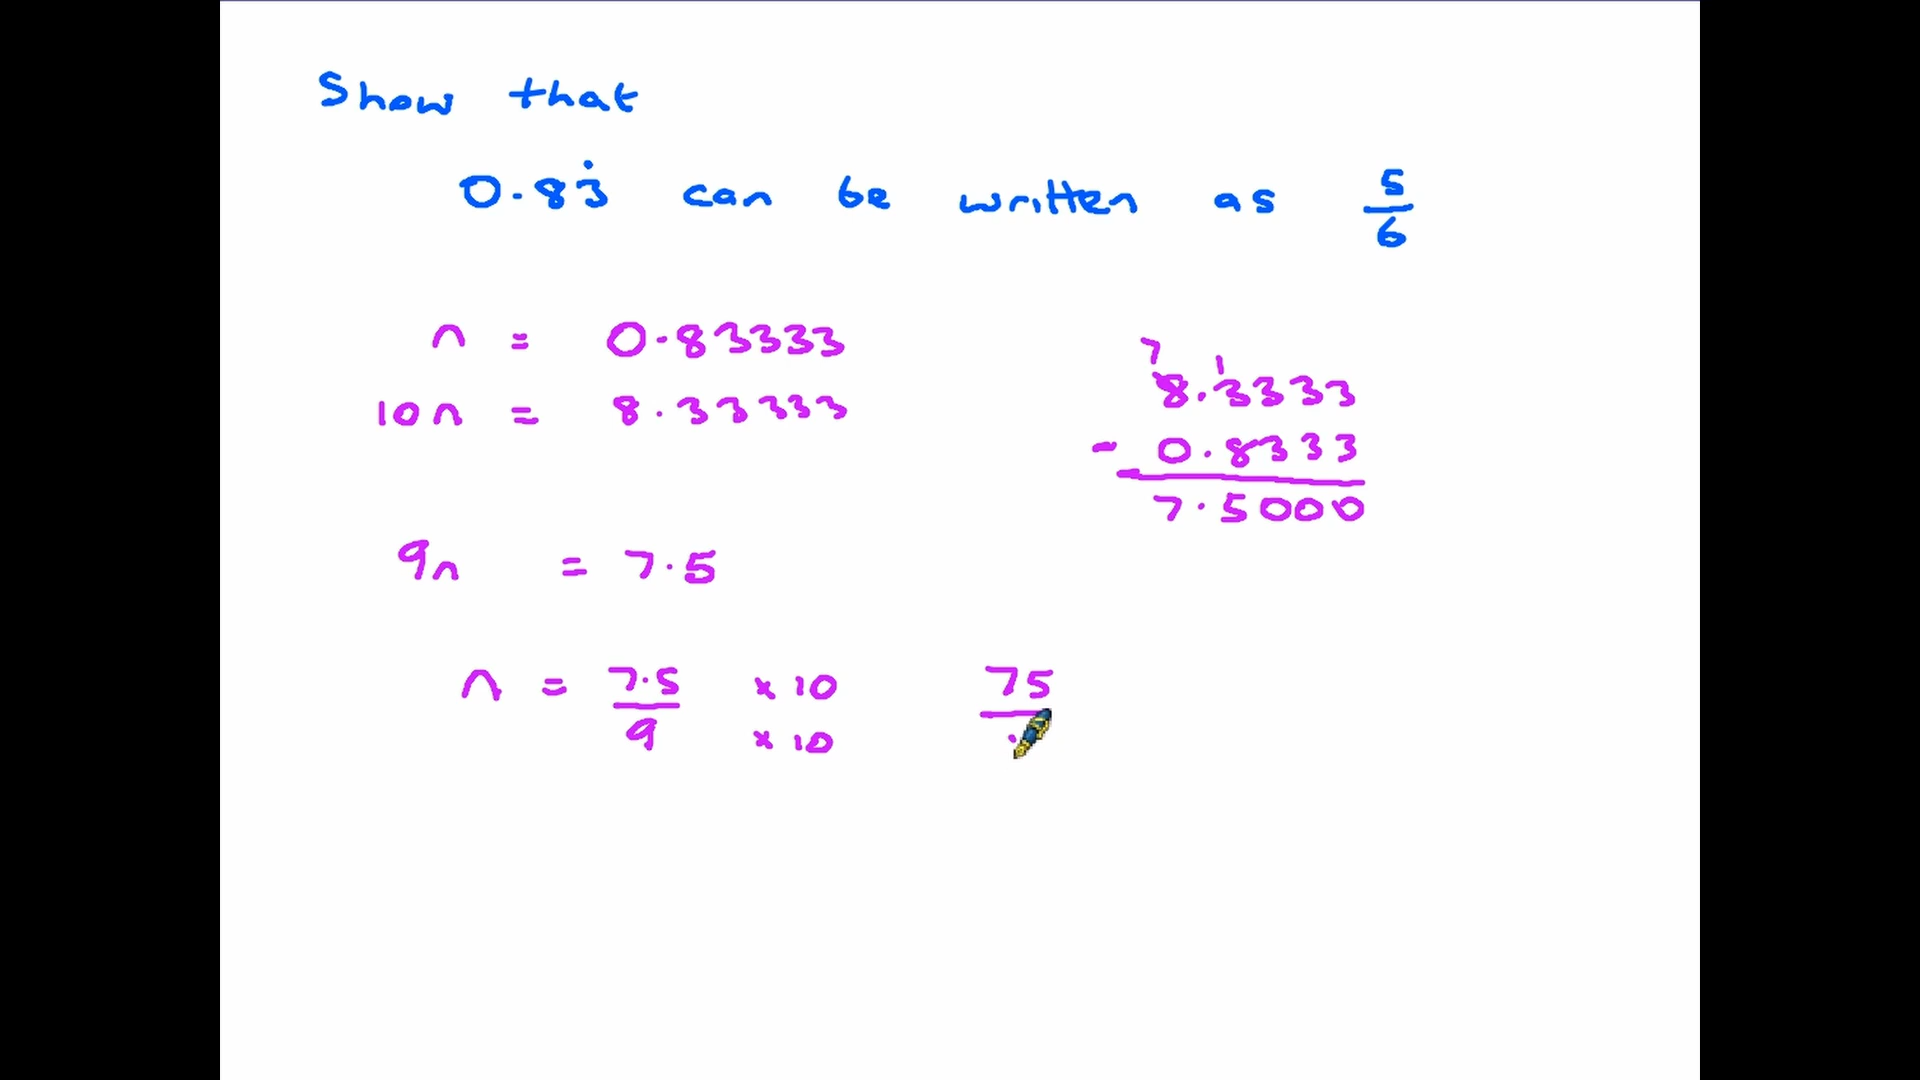 Show that
0.83̇ can be written as 5/6
n = 0.83333
10n = 8.33333
7 1
8.3333
- 0.8333
7.5000
9n = 7.5
n = 7.5/9 ×10/×10 75